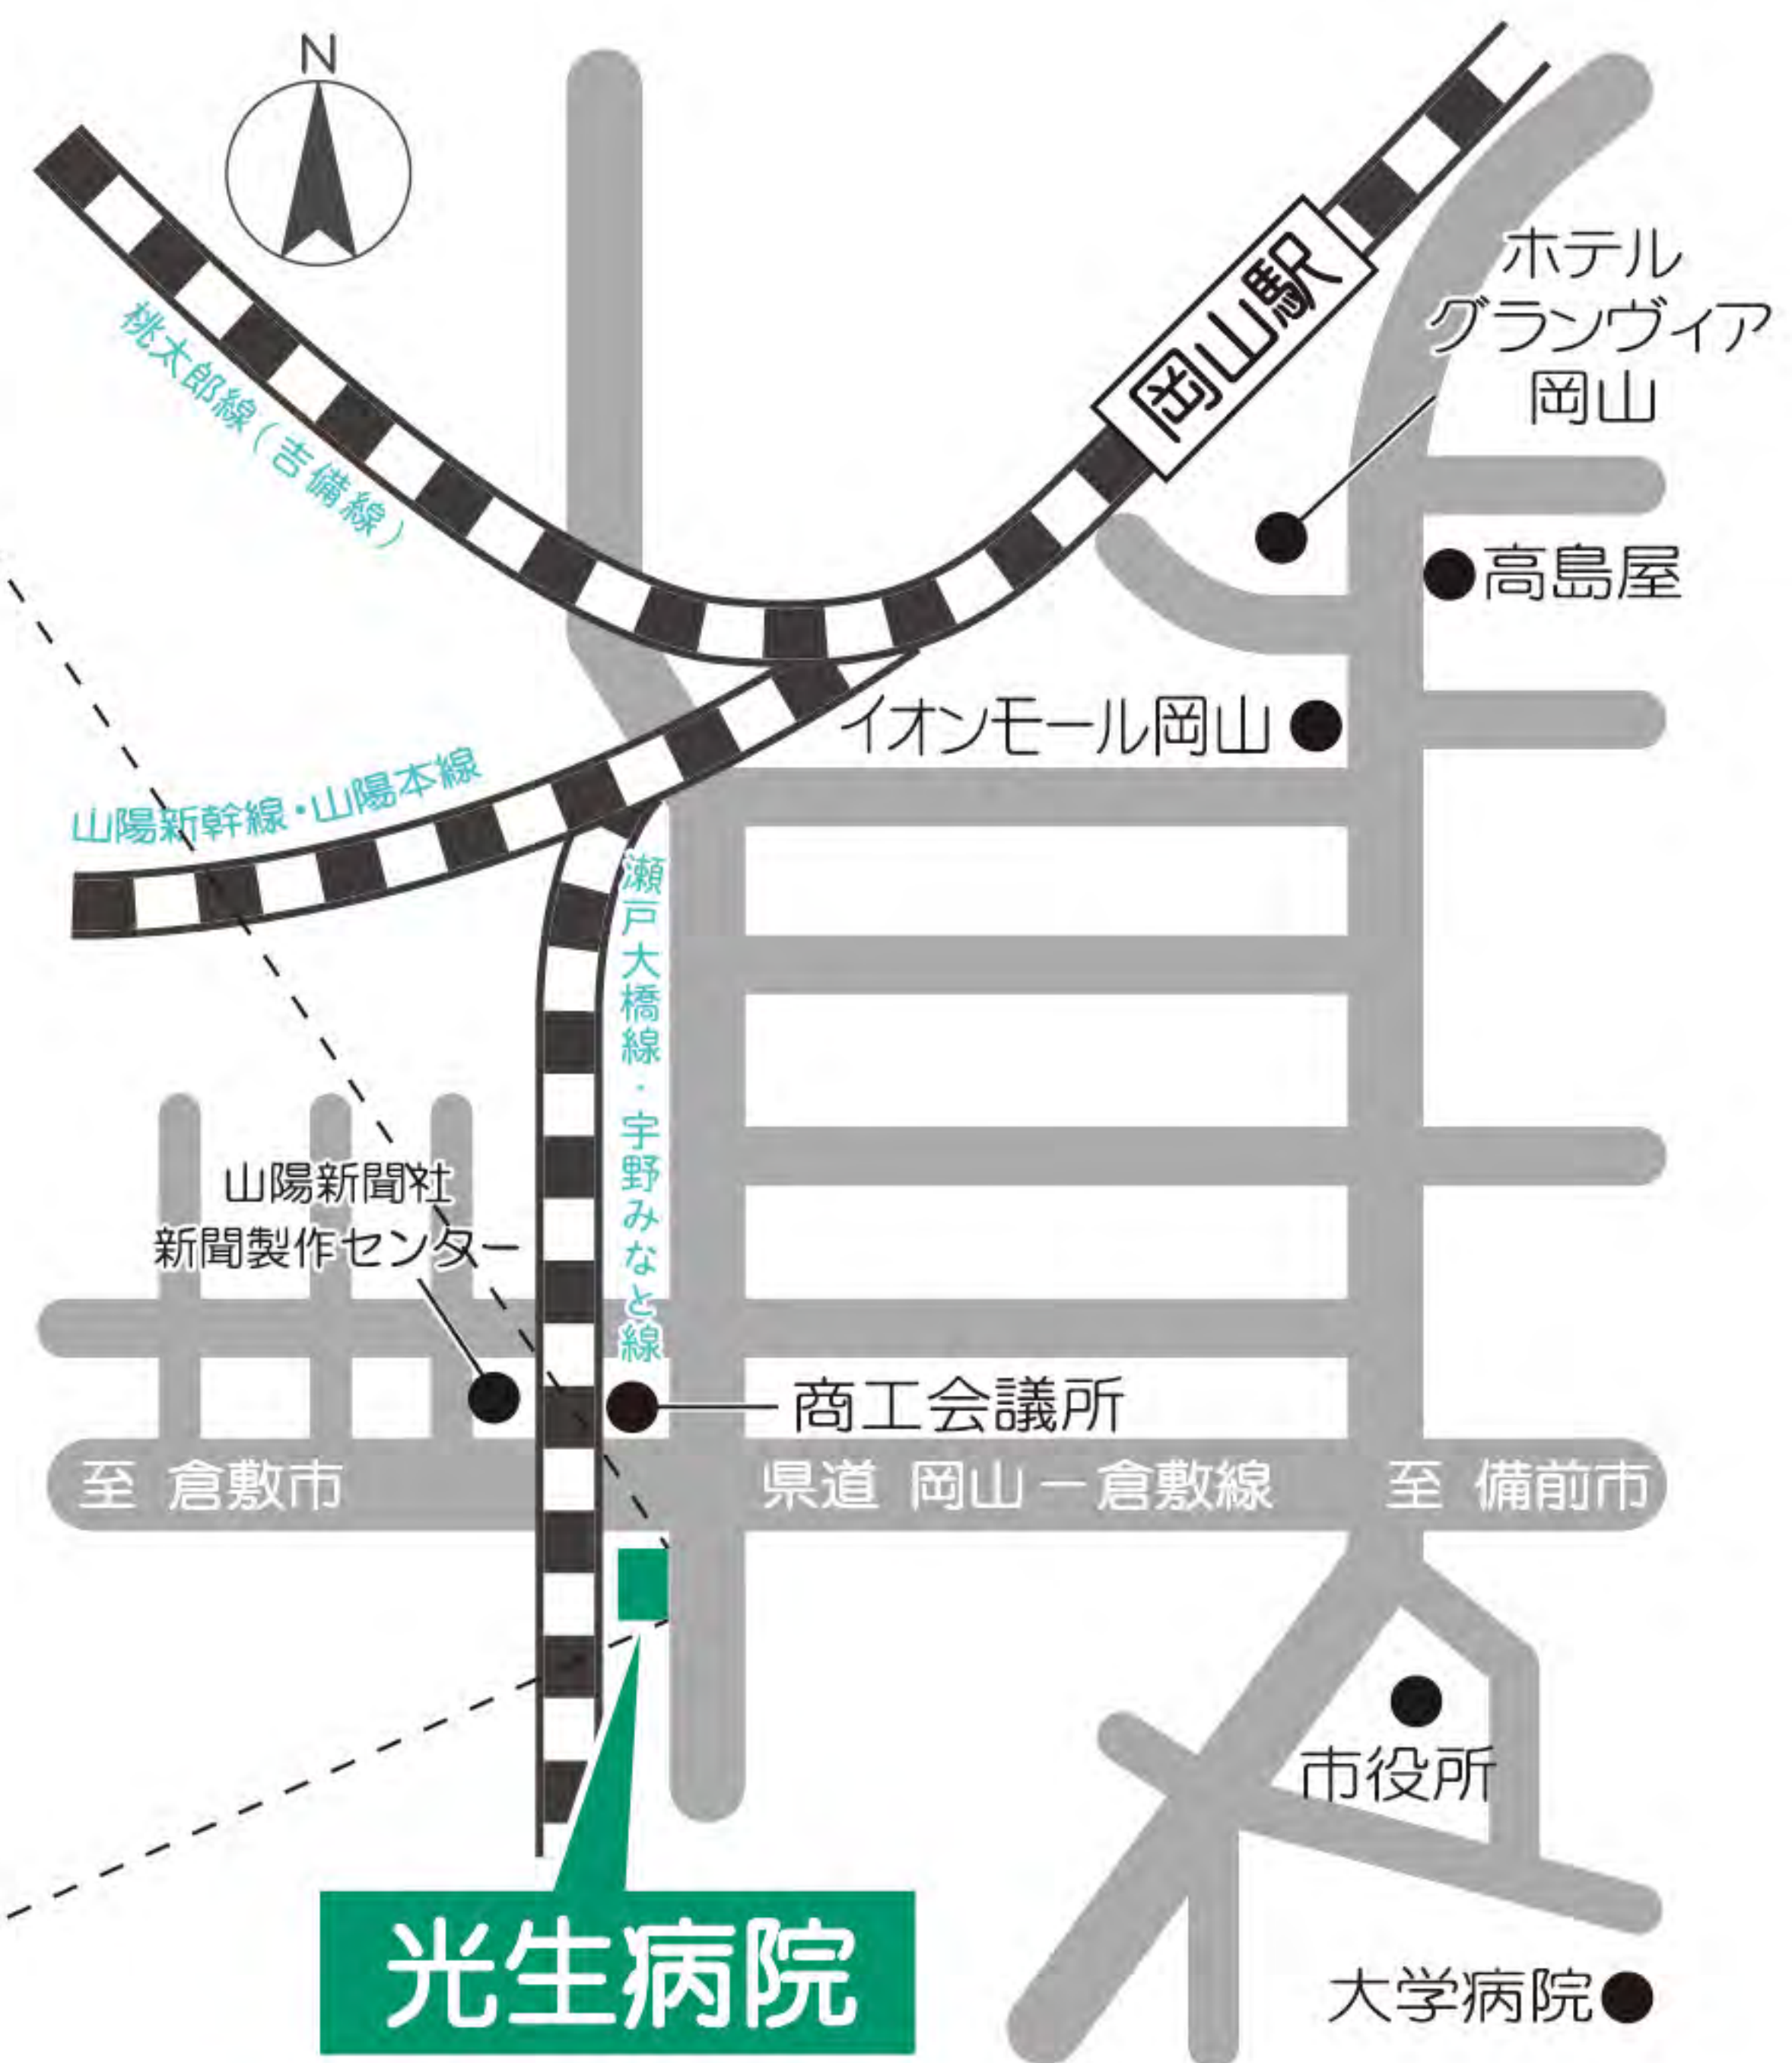 N
桃太郎線(吉備線)
岡山駅
ホテル
グランヴィア
岡山
高島屋
イオンモール岡山
山陽新幹線・山陽本線
瀬戸大橋線・宇野みなと線
山陽新聞社
新聞製作センター
商工会議所
至 倉敷市
県道 岡山－倉敷線
至 備前市
市役所
光生病院
大学病院